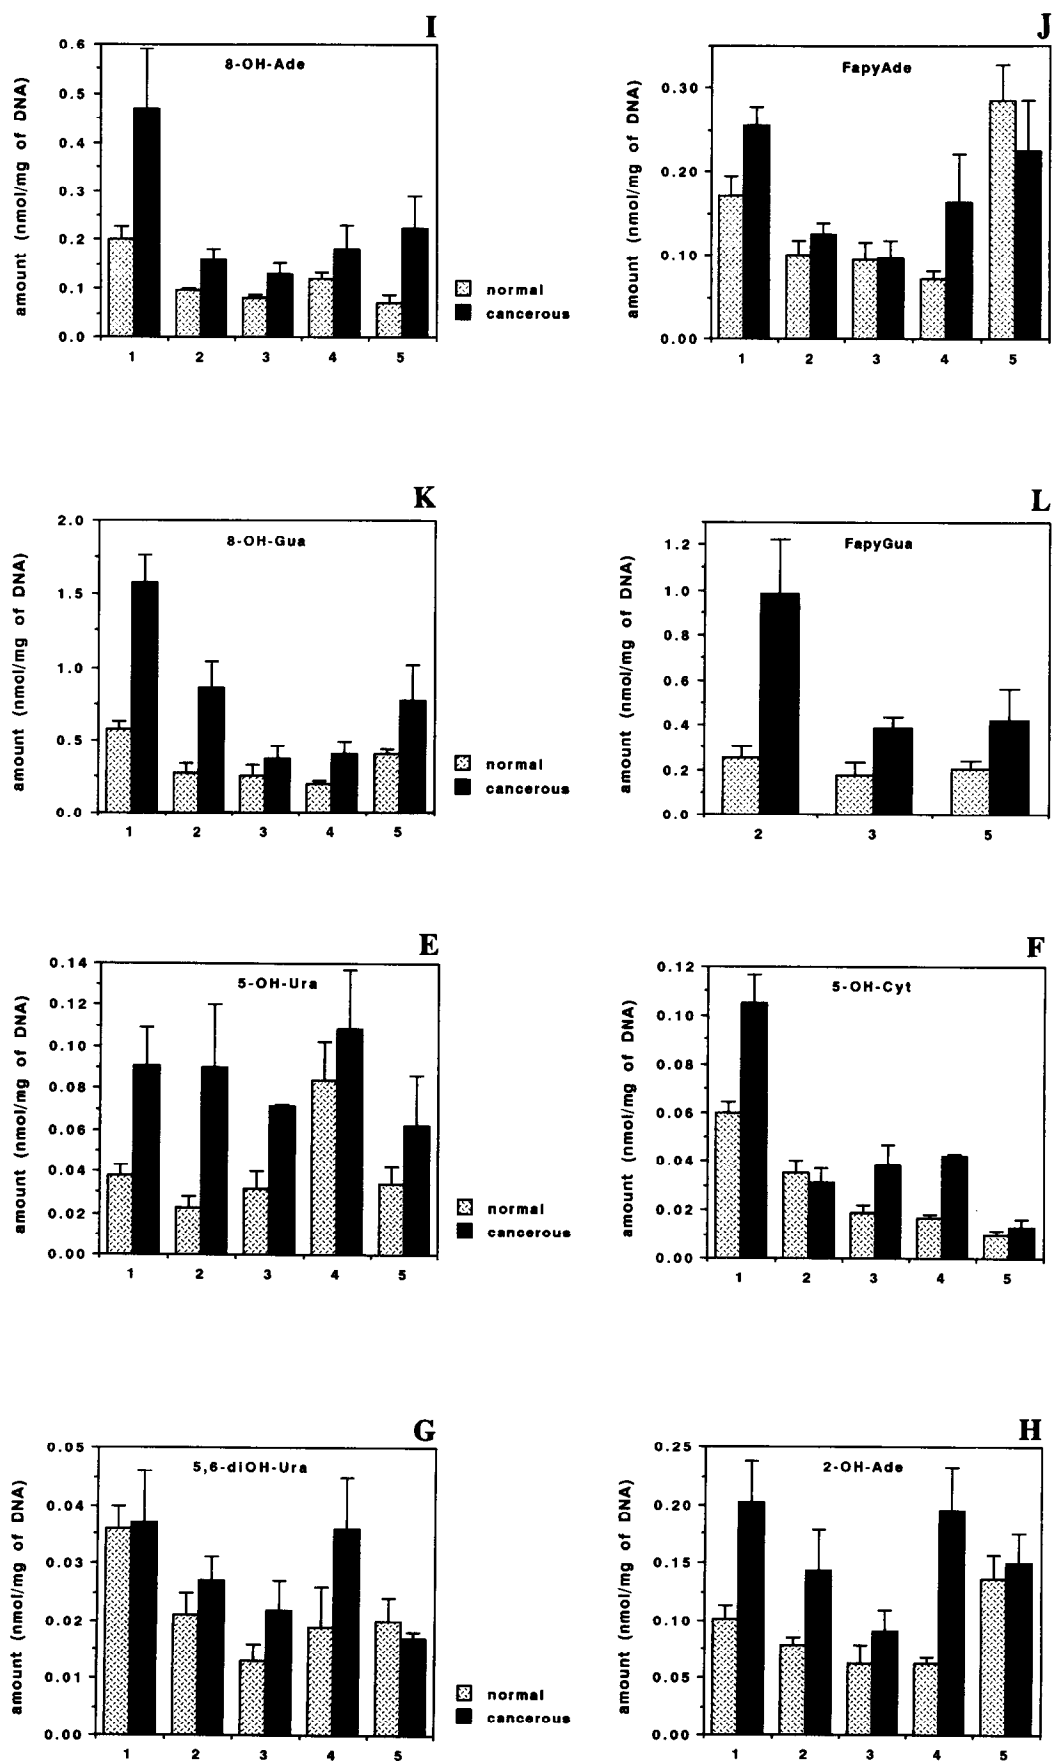 I
8-OH-Ade
amount (nmol/mg of DNA)
0.6
0.5
0.4
0.3
0.2
0.1
0.0
1 2 3 4 5
normal
cancerous
J
FapyAde
amount (nmol/mg of DNA)
0.30
0.20
0.10
0.00
1 2 3 4 5
K
8-OH-Gua
amount (nmol/mg of DNA)
2.0
1.5
1.0
0.5
0.0
1 2 3 4 5
normal
cancerous
L
FapyGua
amount (nmol/mg of DNA)
1.2
1.0
0.8
0.6
0.4
0.2
0.0
2 3 5
E
5-OH-Ura
amount (nmol/mg of DNA)
0.14
0.12
0.10
0.08
0.06
0.04
0.02
0.00
1 2 3 4 5
normal
cancerous
F
5-OH-Cyt
amount (nmol/mg of DNA)
0.12
0.10
0.08
0.06
0.04
0.02
0.00
1 2 3 4 5
G
5,6-diOH-Ura
amount (nmol/mg of DNA)
0.05
0.04
0.03
0.02
0.01
0.00
1 2 3 4 5
normal
cancerous
H
2-OH-Ade
amount (nmol/mg of DNA)
0.25
0.20
0.15
0.10
0.05
0.00
1 2 3 4 5